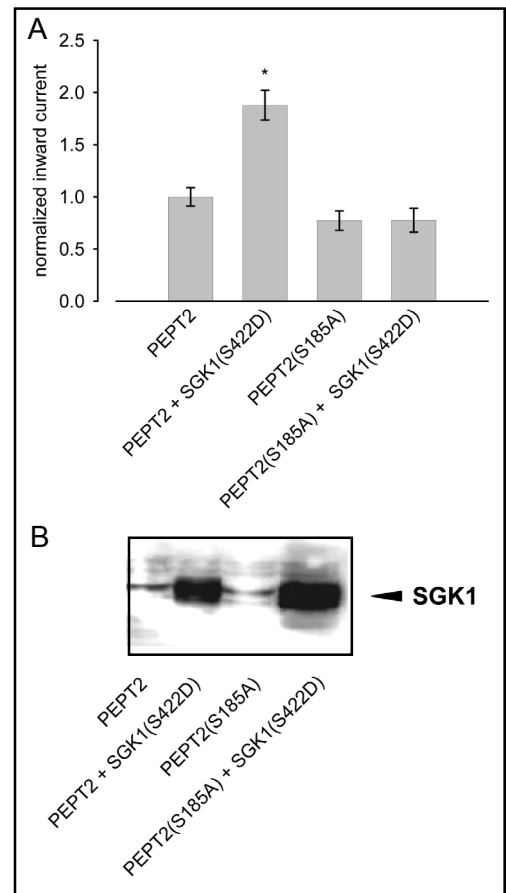 A
2.5
2.0
1.5
1.0
0.5
0.0
normalized inward current
*
PEPT2
PEPT2 + SGK1(S422D)
PEPT2(S185A)
PEPT2(S185A) + SGK1(S422D)
B
SGK1
PEPT2
PEPT2 + SGK1(S422D)
PEPT2(S185A)
PEPT2(S185A) + SGK1(S422D)